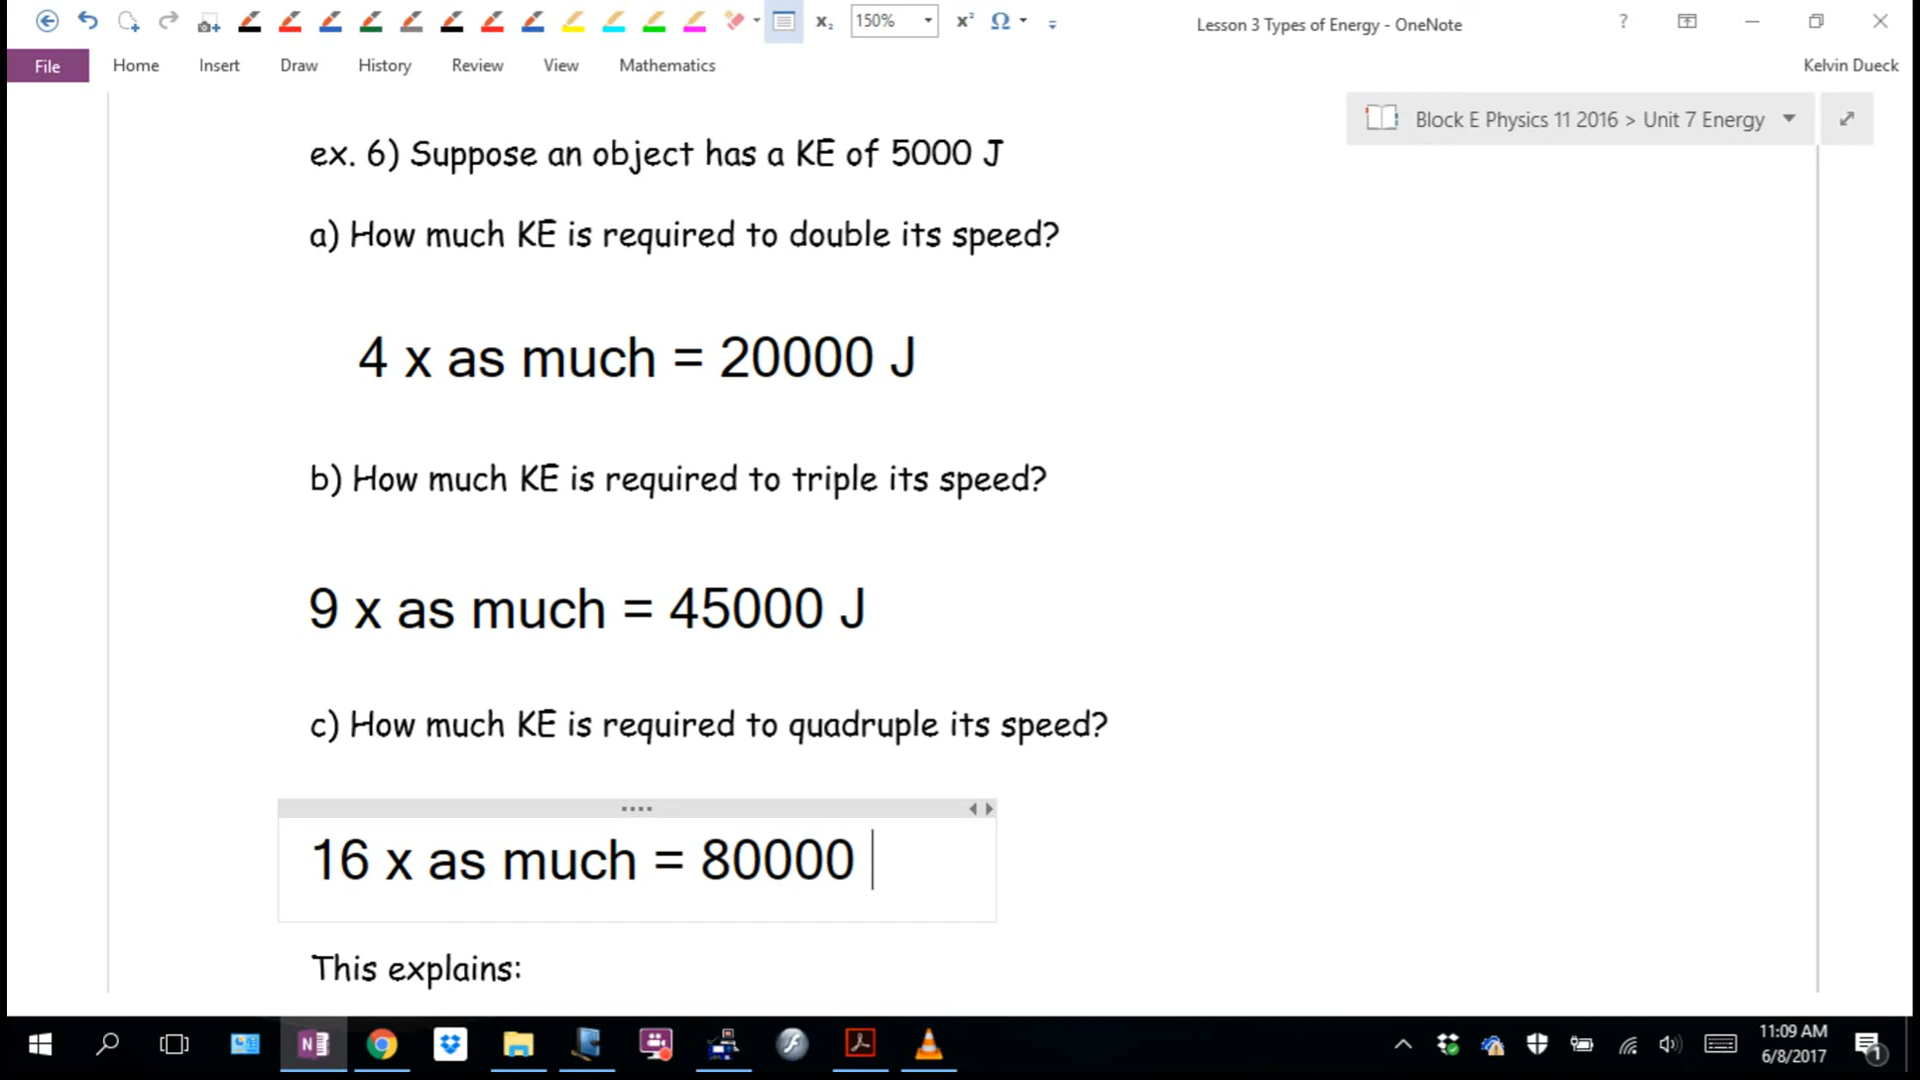 150%
Lesson 3 Types of Energy - OneNote
File Home Insert Draw History Review View Mathematics
Kelvin Dueck
Block E Physics 11 2016 > Unit 7 Energy
ex. 6) Suppose an object has a KE of 5000 J
a) How much KE is required to double its speed?
4 x as much = 20000 J
b) How much KE is required to triple its speed?
9 x as much = 45000 J
c) How much KE is required to quadruple its speed?
16 x as much = 80000
This explains:
11:09 AM
6/8/2017